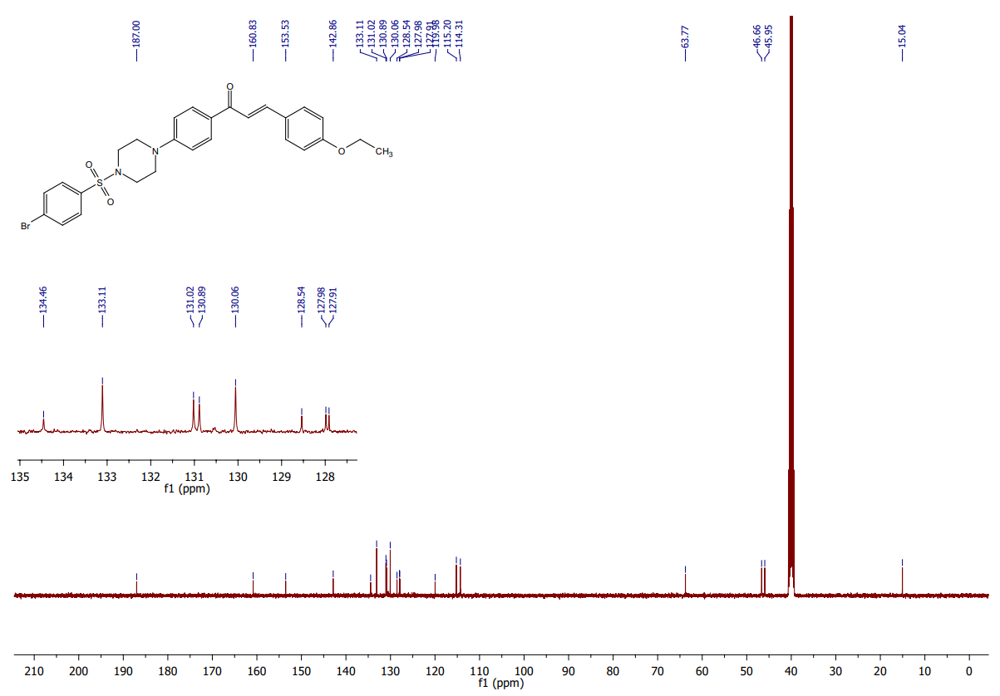 187.00
160.83
153.53
142.86
133.11
131.02
130.89
130.06
128.54
127.98
127.91
119.98
115.20
114.31
63.77
46.66
45.95
15.04
O
O CH3
N
O
S N
O
Br
134.46
133.11
131.02
130.89
130.06
128.54
127.98
127.91
135 134 133 132 131 130 129 128
f1 (ppm)
210 200 190 180 170 160 150 140 130 120 110 100 90 80 70 60 50 40 30 20 10 0
f1 (ppm)